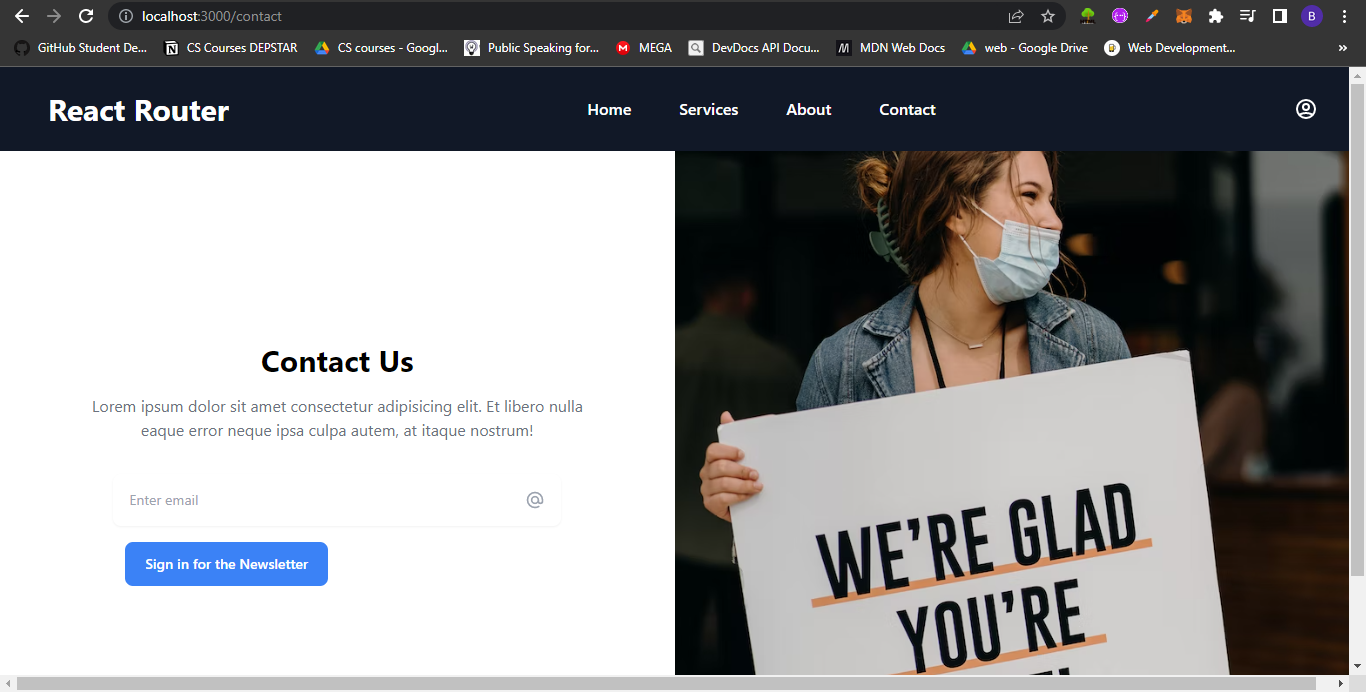 localhost:3000/contact
B
GitHub Student De...
CS Courses DEPSTAR
CS courses - Googl...
Public Speaking for...
MEGA
DevDocs API Docu...
MDN Web Docs
web - Google Drive
Web Development...
»
React Router
Home
Services
About
Contact
Contact Us
Lorem ipsum dolor sit amet consectetur adipisicing elit. Et libero nulla
eaque error neque ipsa culpa autem, at itaque nostrum!
Enter email
@
Sign in for the Newsletter
WE'RE GLAD
YOU'RE